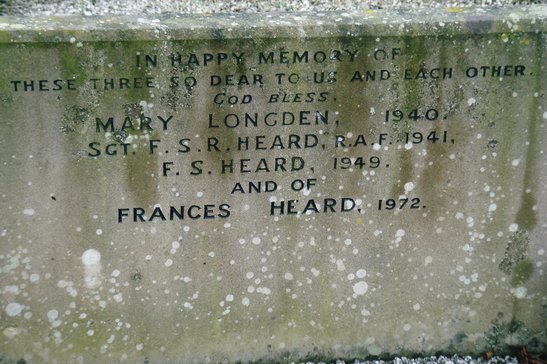 IN HAPPY MEMORY OF
THESE THREE SO DEAR TO US AND EACH OTHER.
GOD BLESS.
MARY LONGDEN, 1940.
SGT. F. S. R. HEARD, R.A.F. 1941,
F. S. HEARD, 1949.
AND OF
FRANCES HEARD, 1972.